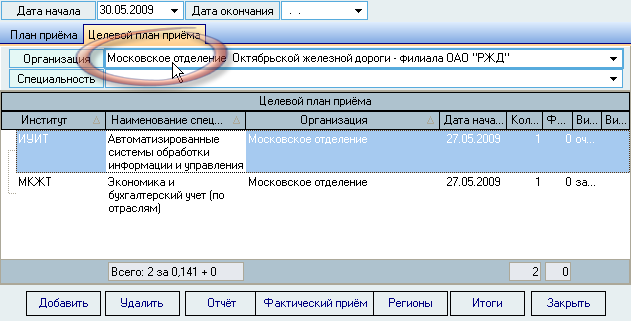 Дата начала 30.05.2009 Дата окончания . .
План приёма Целевой план приёма
Организация Московское отделение Октябрьской железной дороги - филиала ОАО "РЖД"
Специальность
Целевой план приёма
Институт Наименование спец... Организация Дата нача... Кол... Ф... Ви... Ви...
ИУИТ Автоматизированные системы обработки информации и управления Московское отделение 27.05.2009 1 0 оч...
МКЖТ Экономика и бухгалтерский учет (по отраслям) Московское отделение 27.05.2009 1 0 за...
Всего: 2 за 0,141 + 0 2 0
Добавить Удалить Отчёт Фактический приём Регионы Итоги Закрыть